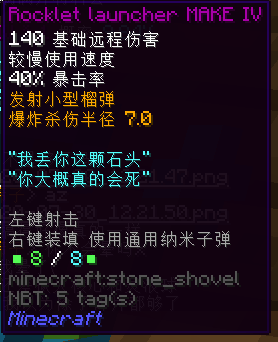 Rocklet launcher MAKE IV
140 基础远程伤害
较慢使用速度
40% 暴击率
发射小型榴弹
爆炸杀伤半径 7.0
"我丢你这颗石头"
"你大概真的会死"
左键射击
右键装填 使用通用纳米子弹
■ 8 / 8 ■
minecraft:stone_shovel
NBT: 5 tag(s)
Minecraft